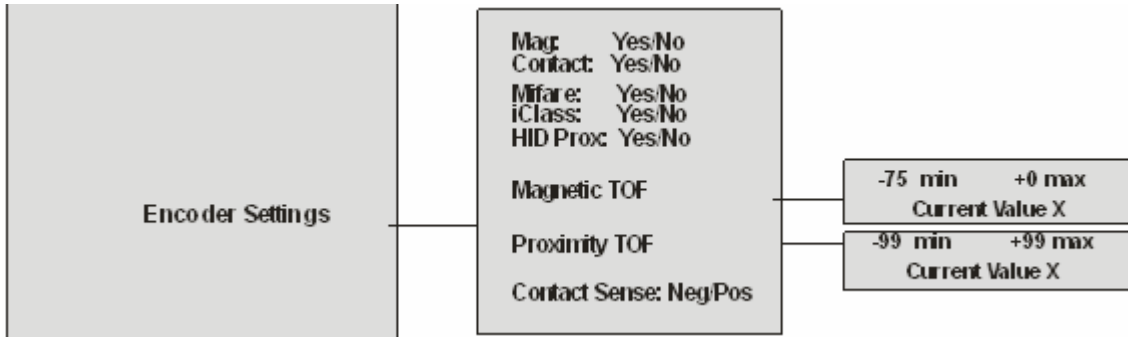 Mag: Yes/No
Contact: Yes/No
Mifare: Yes/No
iClass: Yes/No
HID Prox: Yes/No
Magnetic TOF
-75 min +0 max
Current Value X
Encoder Settings
Proximity TOF
-99 min +99 max
Current Value X
Contact Sense: Neg/Pos